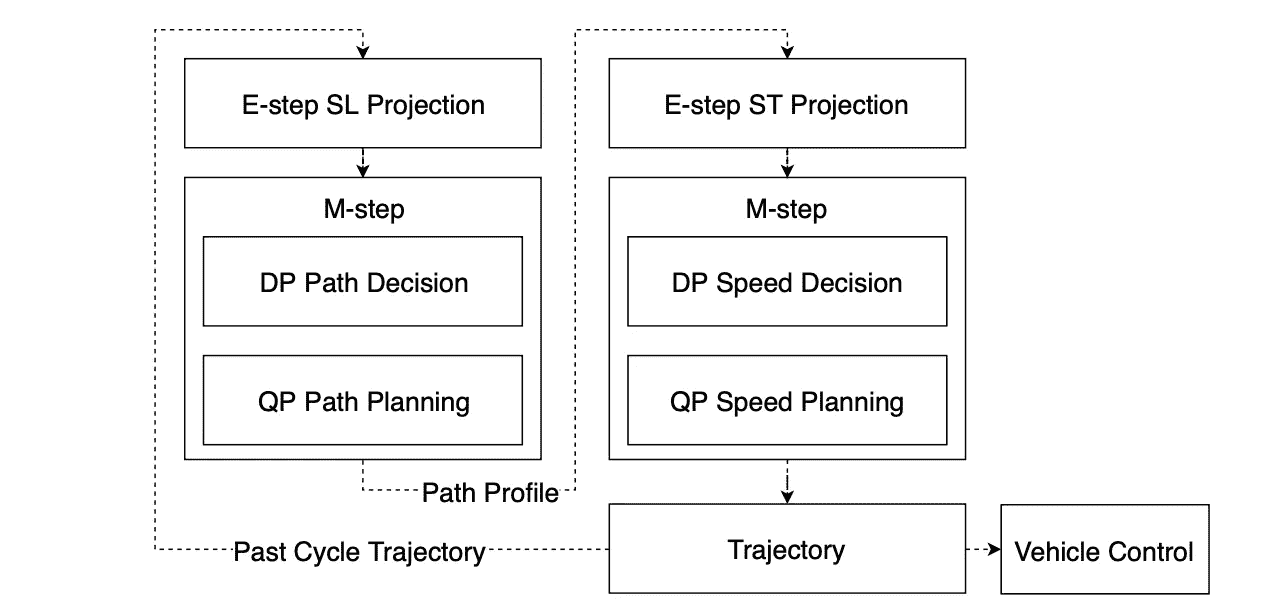 E-step SL Projection
M-step
DP Path Decision
QP Path Planning
Path Profile
E-step ST Projection
M-step
DP Speed Decision
QP Speed Planning
Past Cycle Trajectory
Trajectory
Vehicle Control